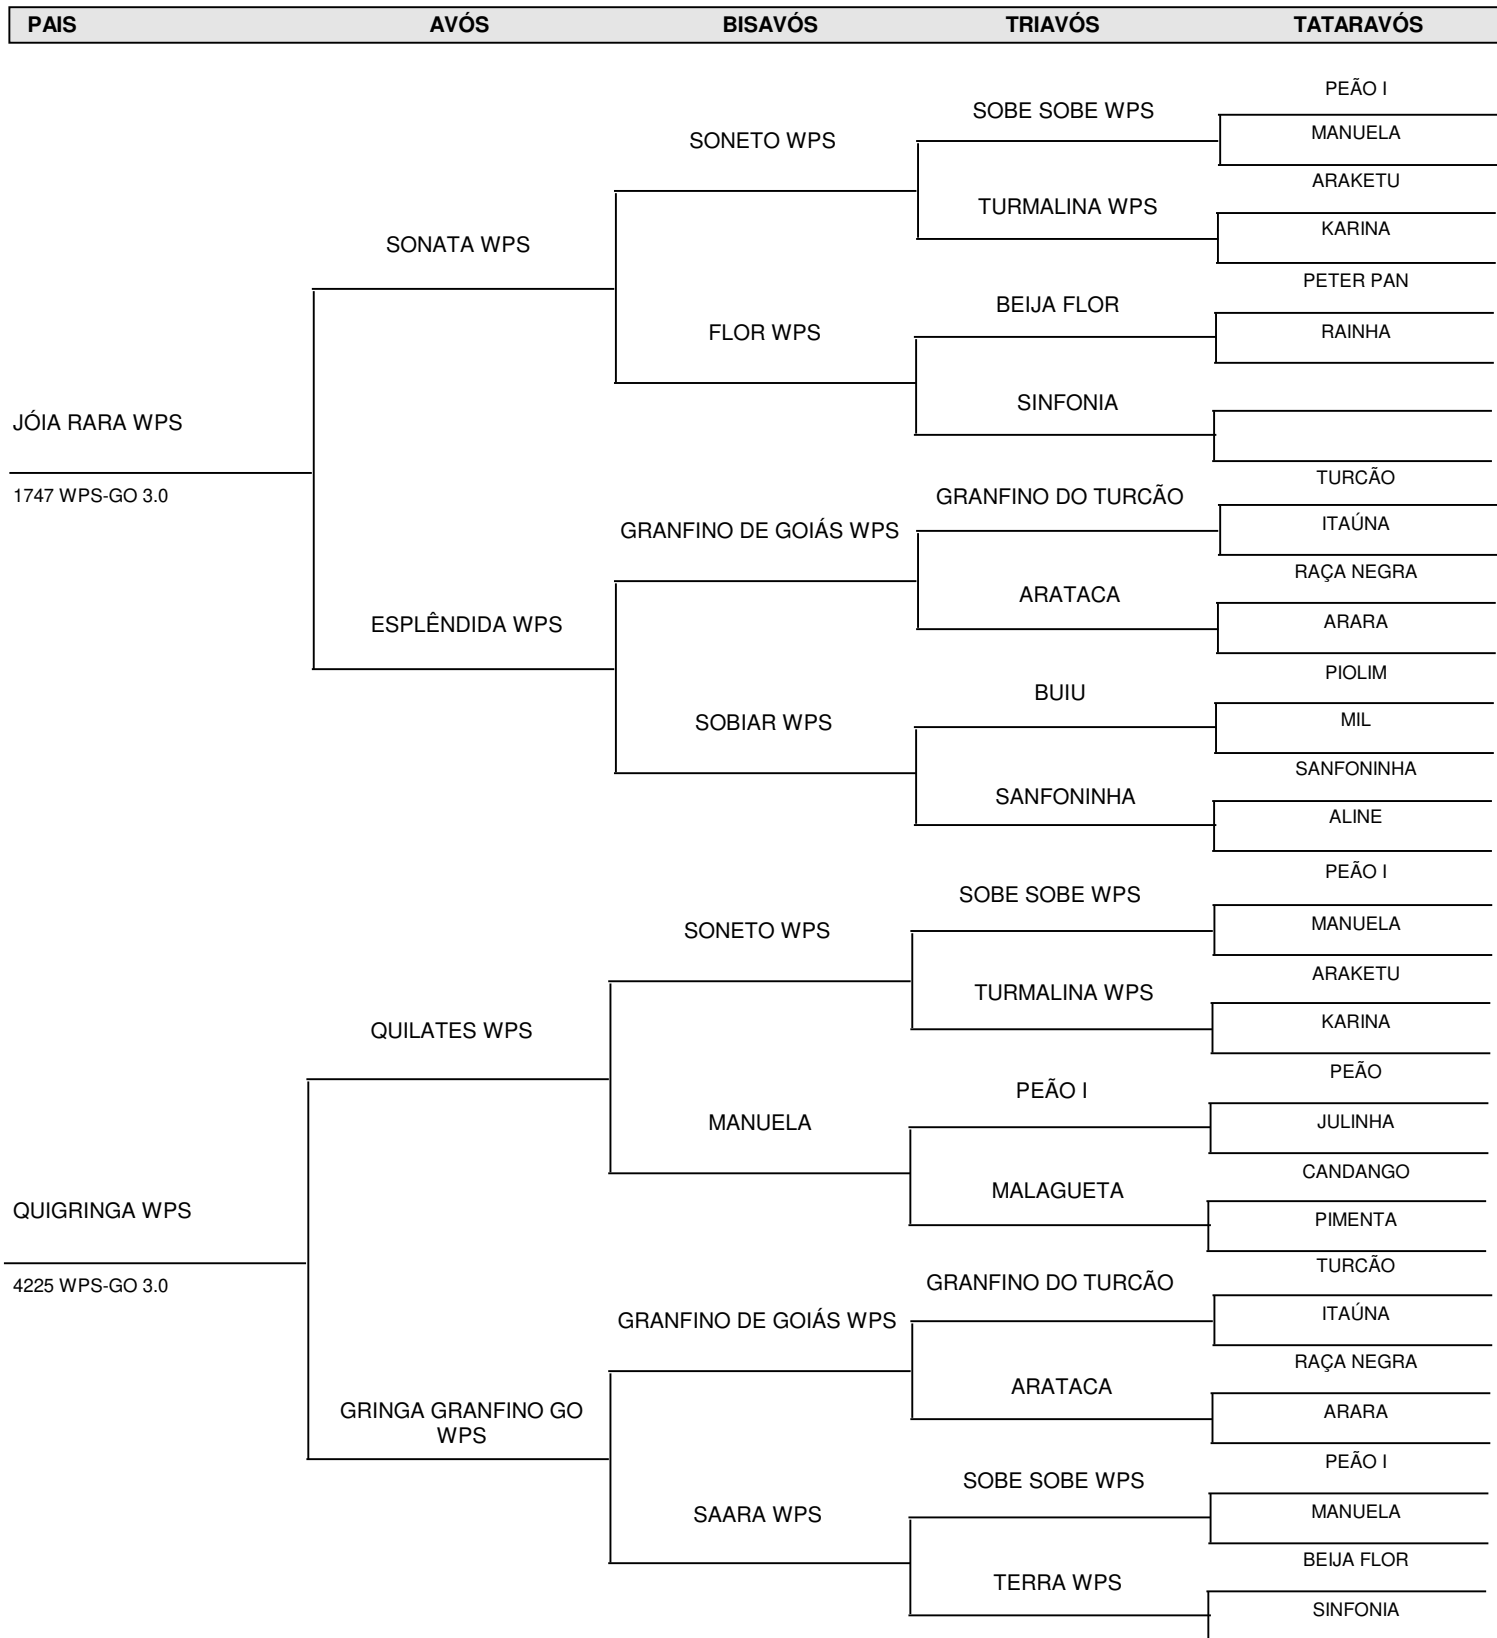 PAIS AVÓS BISAVÓS TRIAVÓS TATARAVÓS
PEÃO I
SOBE SOBE WPS
MANUELA
SONETO WPS
ARAKETU
TURMALINA WPS
KARINA
SONATA WPS
PETER PAN
BEIJA FLOR
RAINHA
FLOR WPS
SINFONIA
JÓIA RARA WPS
TURCÃO
1747 WPS-GO 3.0
GRANFINO DO TURCÃO
ITAÚNA
GRANFINO DE GOIÁS WPS
RAÇA NEGRA
ARATACA
ARARA
ESPLÊNDIDA WPS
PIOLIM
BUIU
MIL
SOBIAR WPS
SANFONINHA
SANFONINHA
ALINE
PEÃO I
SOBE SOBE WPS
MANUELA
SONETO WPS
ARAKETU
TURMALINA WPS
KARINA
QUILATES WPS
PEÃO
PEÃO I
JULINHA
MANUELA
CANDANGO
MALAGUETA
QUIGRINGA WPS
PIMENTA
TURCÃO
4225 WPS-GO 3.0
GRANFINO DO TURCÃO
ITAÚNA
GRANFINO DE GOIÁS WPS
RAÇA NEGRA
ARATACA
GRINGA GRANFINO GO
WPS
ARARA
PEÃO I
SOBE SOBE WPS
MANUELA
SAARA WPS
BEIJA FLOR
TERRA WPS
SINFONIA